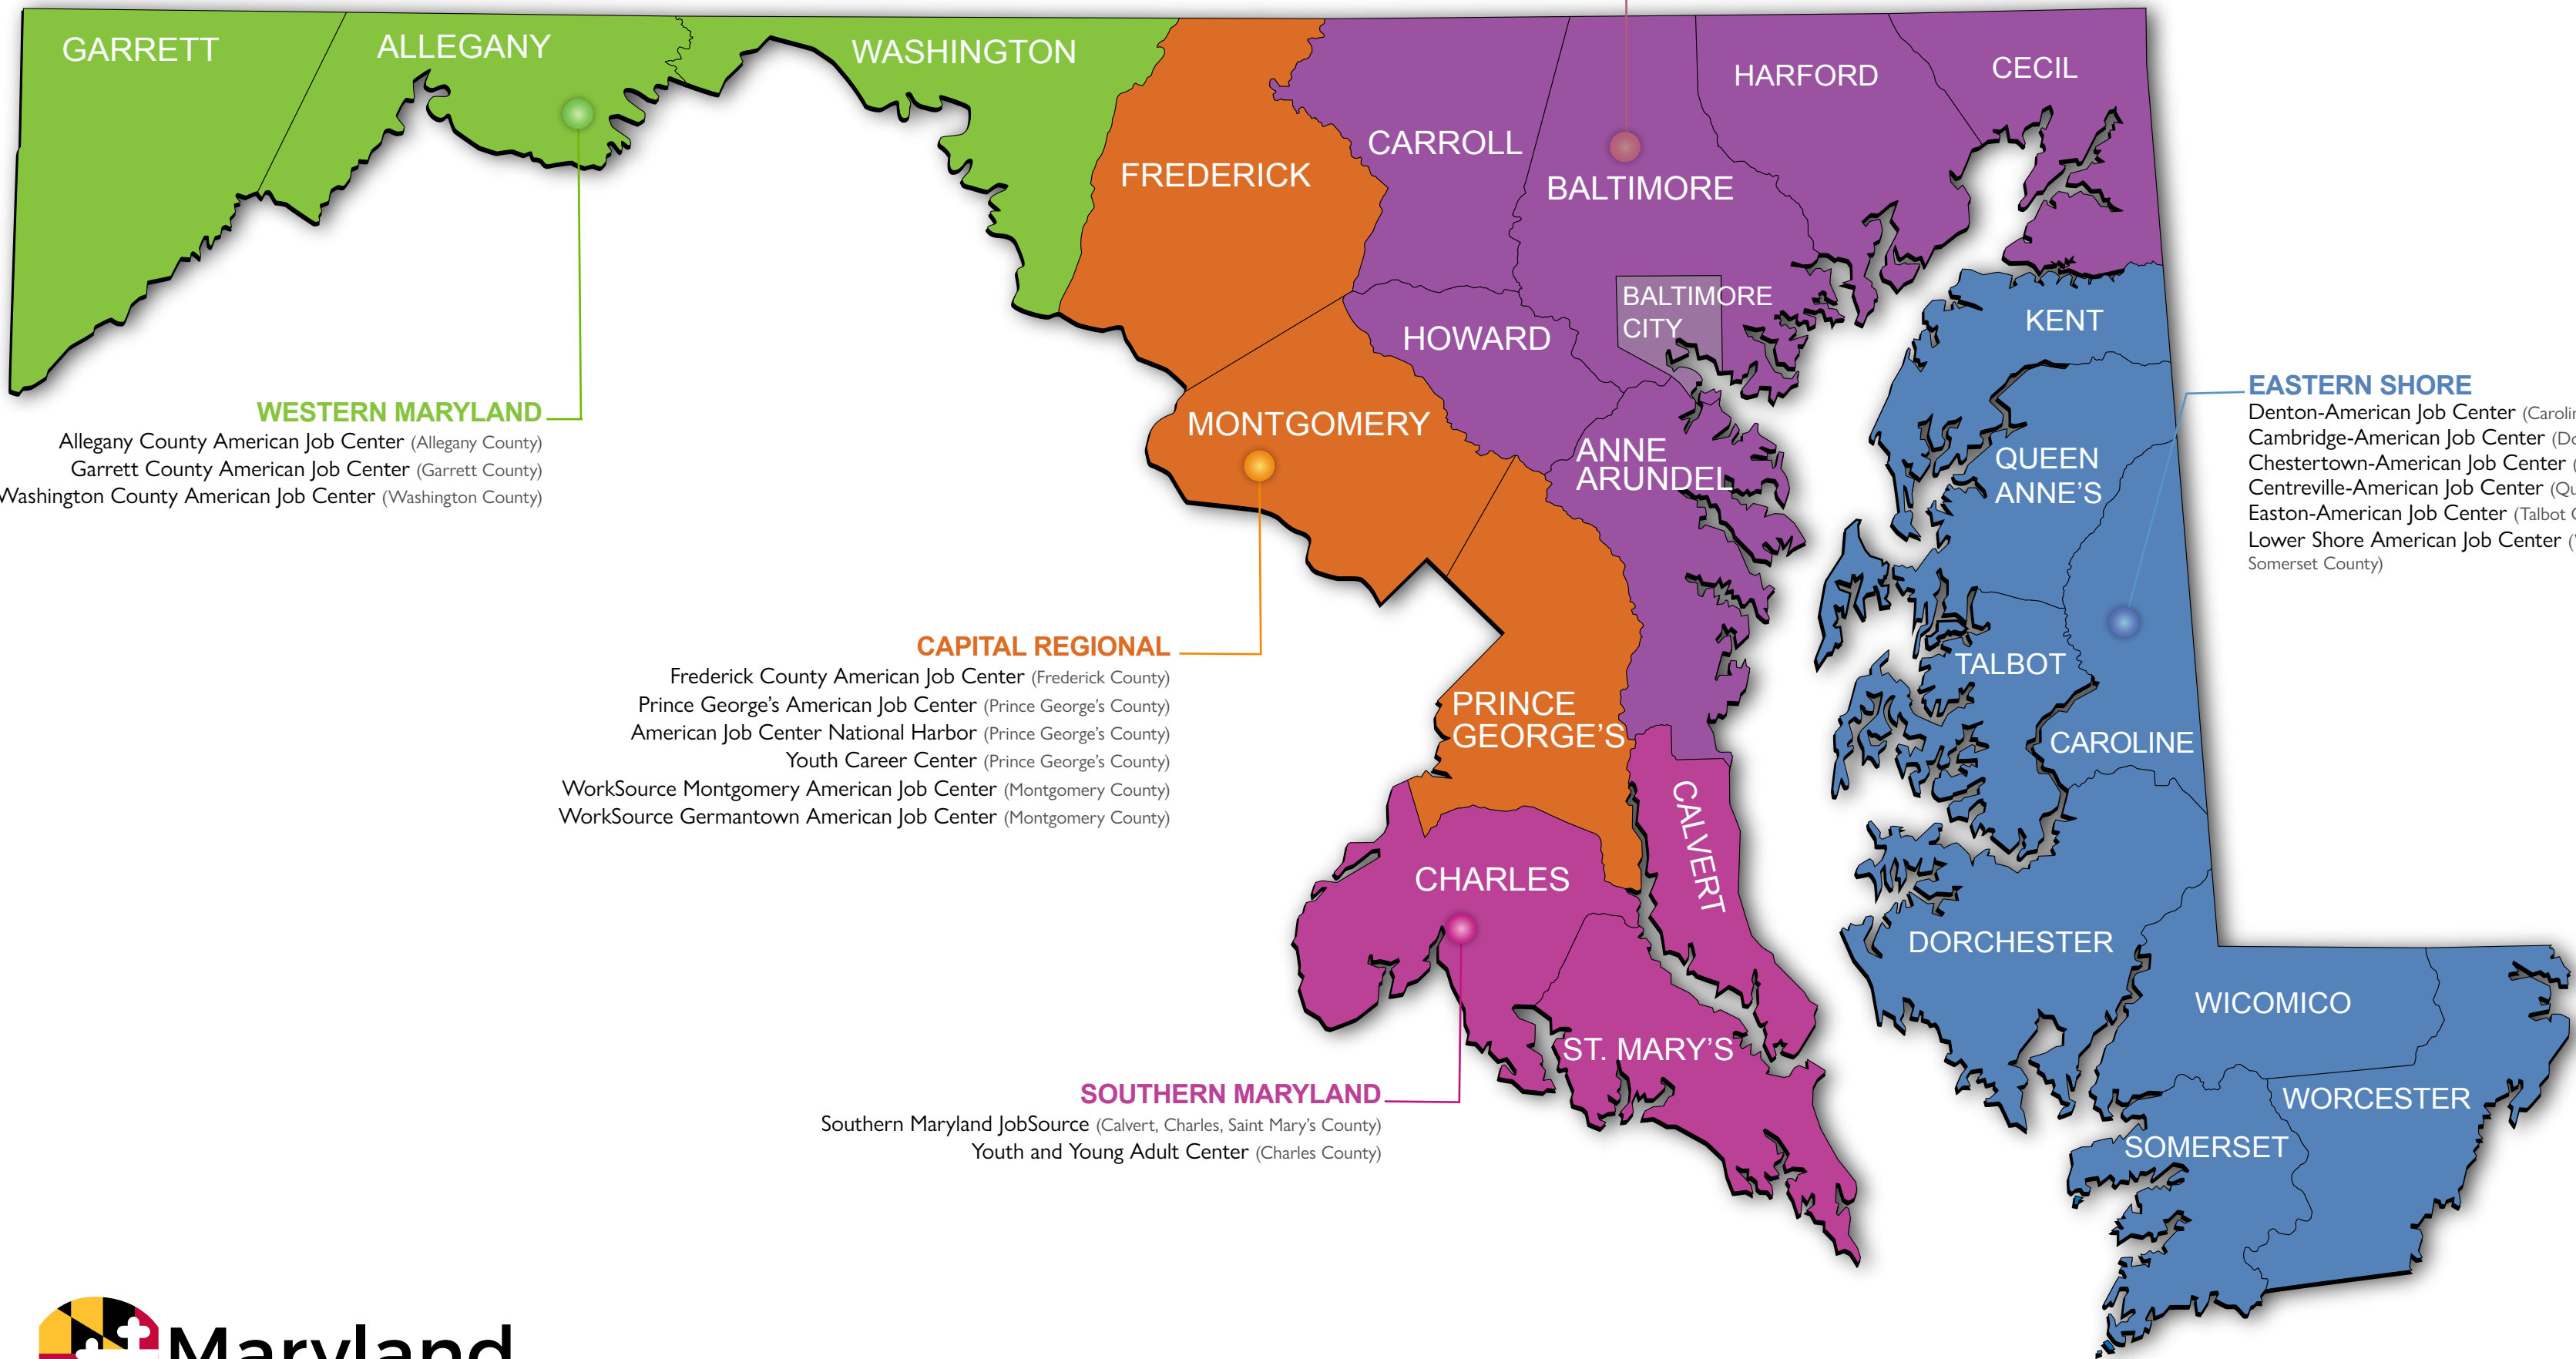 GARRETT
ALLEGANY
WASHINGTON
FREDERICK
CARROLL
BALTIMORE
HARFORD
CECIL
BALTIMORE
CITY
HOWARD
KENT
MONTGOMERY
ANNE
ARUNDEL
QUEEN
ANNE'S
WESTERN MARYLAND
Allegany County American Job Center (Allegany County)
Garrett County American Job Center (Garrett County)
Washington County American Job Center (Washington County)
EASTERN SHORE
Denton-American Job Center
Cambridge-American Job Center
Chestertown-American Job Center
Centreville-American Job Center
Easton-American Job Center (Talbot
Lower Shore American Job Center
Somerset County)
CAPITAL REGIONAL
Frederick County American Job Center (Frederick County)
Prince George's American Job Center (Prince George's County)
American Job Center National Harbor (Prince George's County)
Youth Career Center (Prince George's County)
WorkSource Montgomery American Job Center (Montgomery County)
WorkSource Germantown American Job Center (Montgomery County)
PRINCE
GEORGE'S
TALBOT
CAROLINE
CALVERT
CHARLES
DORCHESTER
WICOMICO
ST. MARY'S
WORCESTER
SOMERSET
SOUTHERN MARYLAND
Southern Maryland JobSource (Calvert, Charles, Saint Mary's County)
Youth and Young Adult Center (Charles County)
Maryland